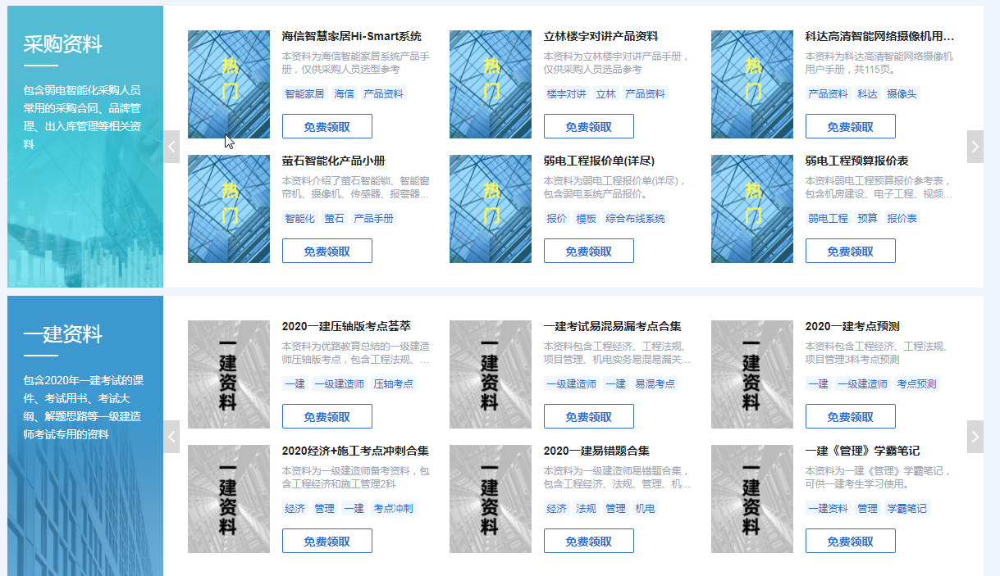 采购资料
包含弱电智能化采购人员
常用的采购合同、品牌管
理、出入库管理等相关资
料
热门
海信智慧家居Hi-Smart系统
本资料为海信智能家居系统产品手
册，仅供采购人员选型参考
智能家居 海信 产品资料
免费领取
热门
立林楼宇对讲产品资料
本资料为立林楼宇对讲产品手册，
仅供采购人员选品参考
楼宇对讲 立林 产品资料
免费领取
热门
科达高清智能网络摄像机用...
本资料为科达高清智能网络摄像机
用户手册，共115页。
产品资料 科达 摄像头
免费领取
热门
萤石智能化产品小册
本资料介绍了萤石智能锁、智能窗
帘机、摄像机、传感器、报警器...
智能化 萤石 产品手册
免费领取
热门
弱电工程报价单(详尽)
本资料为弱电工程报价单(详尽)，
包含弱电系统产品报价。
报价 模板 综合布线系统
免费领取
热门
弱电工程预算报价表
本资料弱电工程预算报价参考表，
包含机房建设、电子工程、视频...
弱电工程 预算 报价表
免费领取
一建资料
包含2020年一建考试的课
件、考试用书、考试大
纲、解题思路等一级建造
师考试专用的资料
一建资料
2020一建压轴版考点荟萃
本资料为优路教育总结的一级建造
师压轴版考点，包含工程法规、...
一建 一级建造师 压轴考点
免费领取
一建资料
一建考试易混易漏考点合集
本资料包含工程经济、工程法规、
项目管理、机电实务易混易漏关...
一级建造师 一建 易混考点
免费领取
一建资料
2020一建考点预测
本资料包含工程经济、工程法规、
项目管理3科考点预测
一建 一级建造师 考点预测
免费领取
一建资料
2020经济+施工考点冲刺合集
本资料为一级建造师备考资料，包
含工程经济和施工管理2科
经济 管理 一建 考点冲刺
免费领取
一建资料
2020一建易错题合集
本资料为一级建造师易错题合集，
包含工程经济、法规、管理、机...
经济 法规 管理 机电
免费领取
一建资料
一建《管理》学霸笔记
本资料为一建《管理》学霸笔记，
可供一建考生学习使用。
一建资料 管理 学霸笔记
免费领取